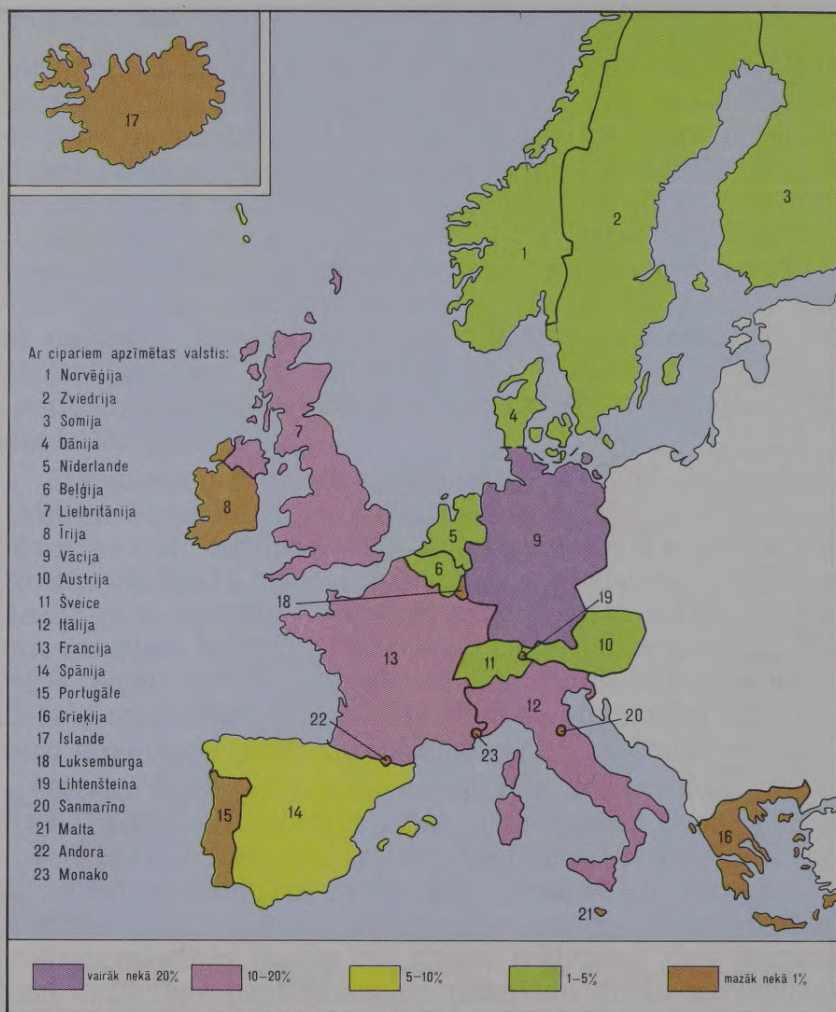 17
1
2
3
Ar cipariem apzīmētas valstis:
1 Norvēģija
2 Zviedrija
3 Somija
4 Dānija
5 Nīderlande
6 Beļģija
7 Lielbritānija
8 Īrija
9 Vācija
10 Austrija
11 Šveice
12 Itālija
13 Francija
14 Spānija
15 Portugāle
16 Grieķija
17 Islande
18 Luksemburga
19 Lihtenšteina
20 Sanmarīno
21 Malta
22 Andora
23 Monako
4
7
8
5
9
6
18
19
10
13
11
12
22
20
23
15
14
16
21
vairāk nekā 20%
10–20%
5–10%
1–5%
mazāk nekā 1%